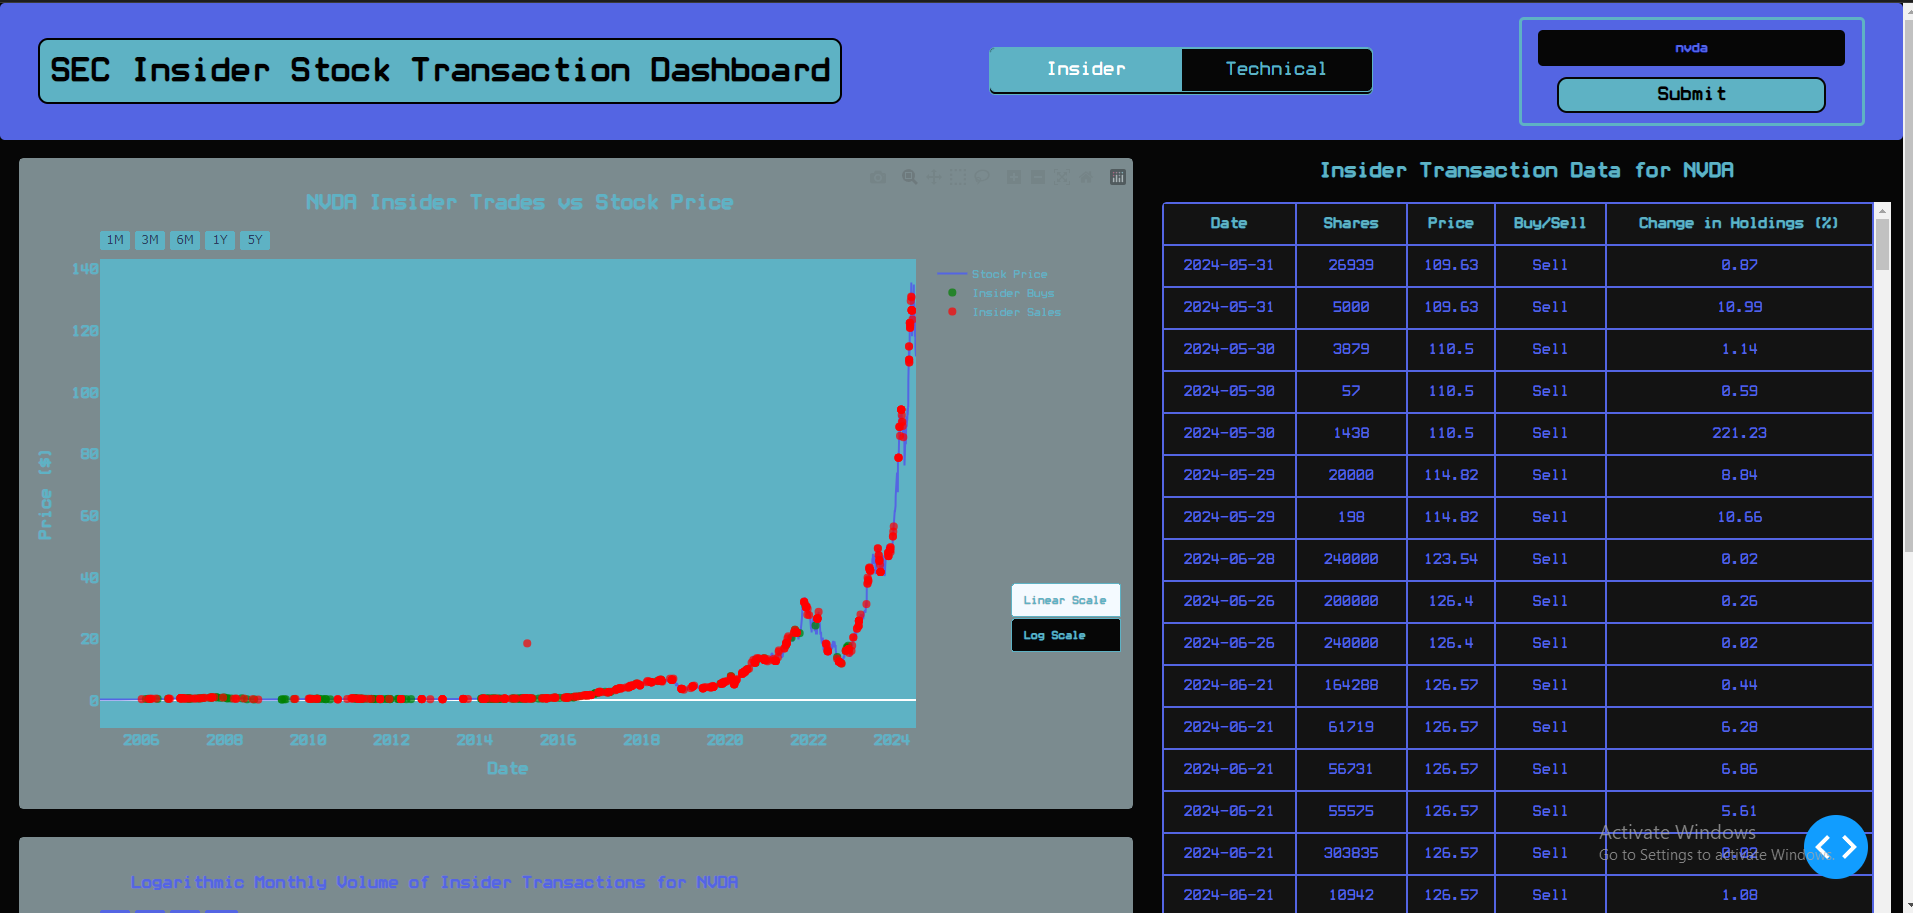 SEC Insider Stock Transaction Dashboard
Insider
Technical
nvda
Submit
NVDA Insider Trades vs Stock Price
1M 3M 6M 1Y 5Y
140
120
100
80
60
40
20
0
Price ($)
2006 2008 2010 2012 2014 2016 2018 2020 2022 2024
Date
Stock Price
Insider Buys
Insider Sales
Linear Scale
Log Scale
Logarithmic Monthly Volume of Insider Transactions for NVDA
Insider Transaction Data for NVDA
Date Shares Price Buy/Sell Change in Holdings (%)
2024-05-31 26939 109.63 Sell 0.87
2024-05-31 5000 109.63 Sell 10.99
2024-05-30 3879 110.5 Sell 1.14
2024-05-30 57 110.5 Sell 0.59
2024-05-30 1438 110.5 Sell 221.23
2024-05-29 20000 114.82 Sell 8.84
2024-05-29 198 114.82 Sell 10.66
2024-06-28 240000 123.54 Sell 0.02
2024-06-26 200000 126.4 Sell 0.26
2024-06-26 240000 126.4 Sell 0.02
2024-06-21 164288 126.57 Sell 0.44
2024-06-21 61719 126.57 Sell 6.28
2024-06-21 56731 126.57 Sell 6.86
2024-06-21 55575 126.57 Sell 5.61
2024-06-21 303835 126.57 Sell 0.02
2024-06-21 10942 126.57 Sell 1.08
Activate Windows
Go to Settings to activate Windows.